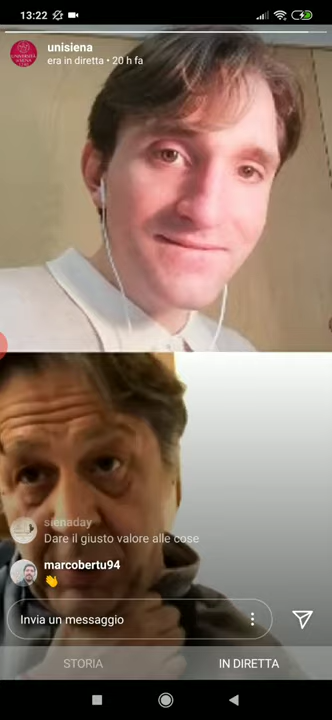 13:22
unisiena
era in diretta • 20 h fa
sienaday
Dare il giusto valore alle cose
marcobertu94
👏
Invia un messaggio
STORIA
IN DIRETTA